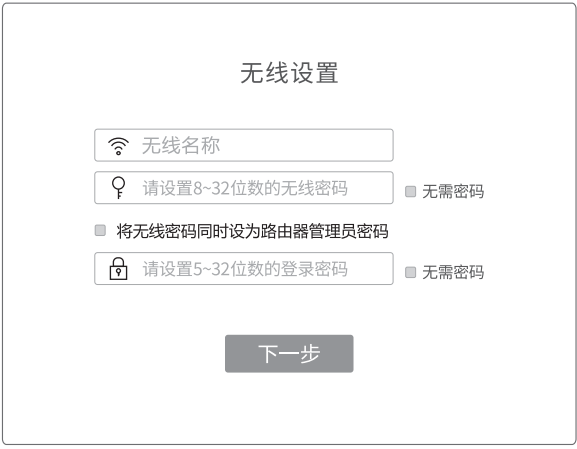 无线设置
无线名称
请设置8~32位数的无线密码
无需密码
将无线密码同时设为路由器管理员密码
请设置5~32位数的登录密码
无需密码
下一步